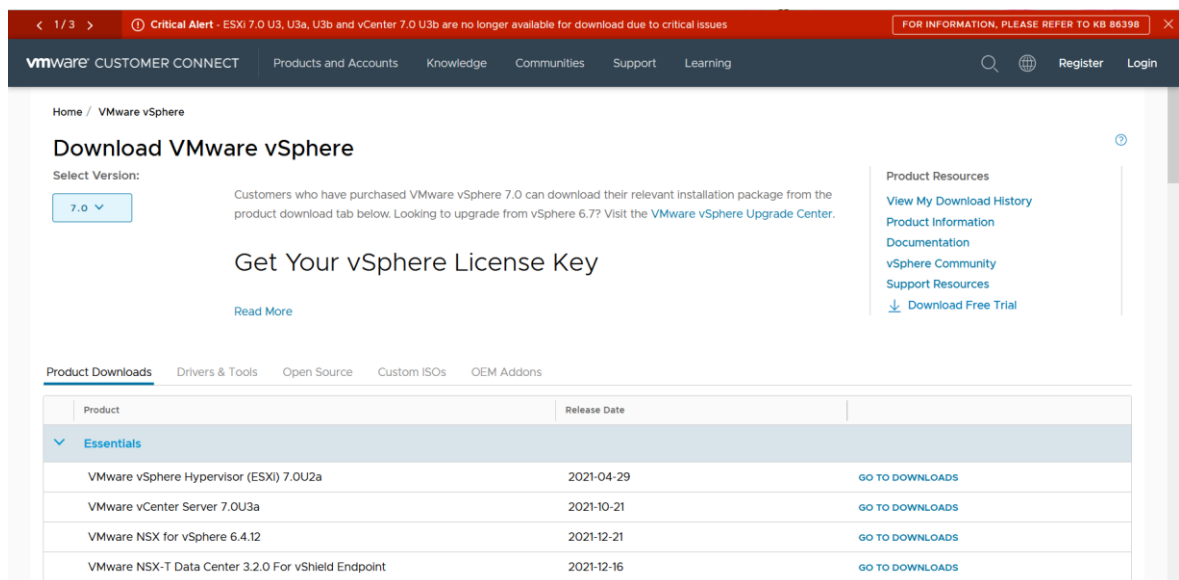 1 / 3 Critical Alert - ESXi 7.0 U3, U3a, U3b and vCenter 7.0 U3b are no longer available for download due to critical issues FOR INFORMATION, PLEASE REFER TO KB 86398
vmware CUSTOMER CONNECT Products and Accounts Knowledge Communities Support Learning Register Login
Home / VMware vSphere
Download VMware vSphere
Select Version:
7.0
Customers who have purchased VMware vSphere 7.0 can download their relevant installation package from the
product download tab below. Looking to upgrade from vSphere 6.7? Visit the VMware vSphere Upgrade Center.
Get Your vSphere License Key
Read More
Product Resources
View My Download History
Product Information
Documentation
vSphere Community
Support Resources
Download Free Trial
Product Downloads Drivers & Tools Open Source Custom ISOs OEM Addons
Product Release Date
Essentials
VMware vSphere Hypervisor (ESXi) 7.0U2a 2021-04-29 GO TO DOWNLOADS
VMware vCenter Server 7.0U3a 2021-10-21 GO TO DOWNLOADS
VMware NSX for vSphere 6.4.12 2021-12-21 GO TO DOWNLOADS
VMware NSX-T Data Center 3.2.0 For vShield Endpoint 2021-12-16 GO TO DOWNLOADS